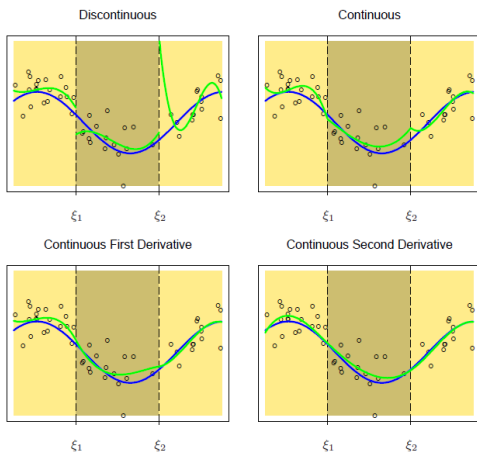 Discontinuous
Continuous
ξ₁
ξ₂
ξ₁
ξ₂
Continuous First Derivative
Continuous Second Derivative
ξ₁
ξ₂
ξ₁
ξ₂